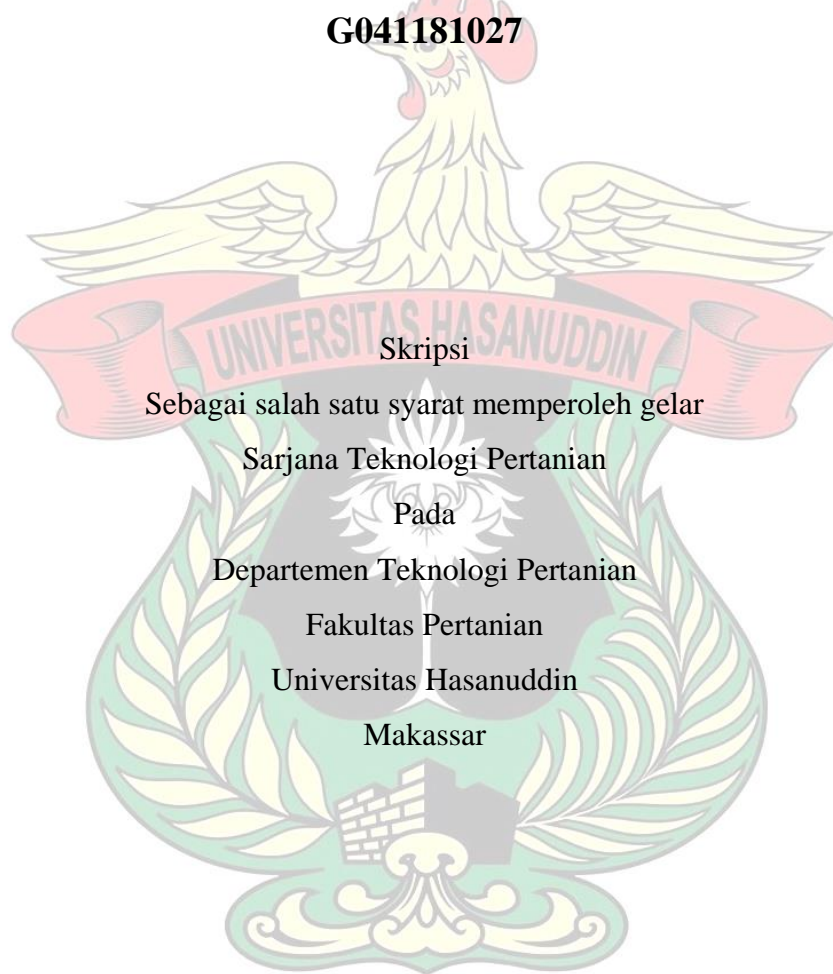 G041181027
UNIVERSITAS HASANUDDIN
Skripsi
Sebagai salah satu syarat memperoleh gelar
Sarjana Teknologi Pertanian
Pada
Departemen Teknologi Pertanian
Fakultas Pertanian
Universitas Hasanuddin
Makassar